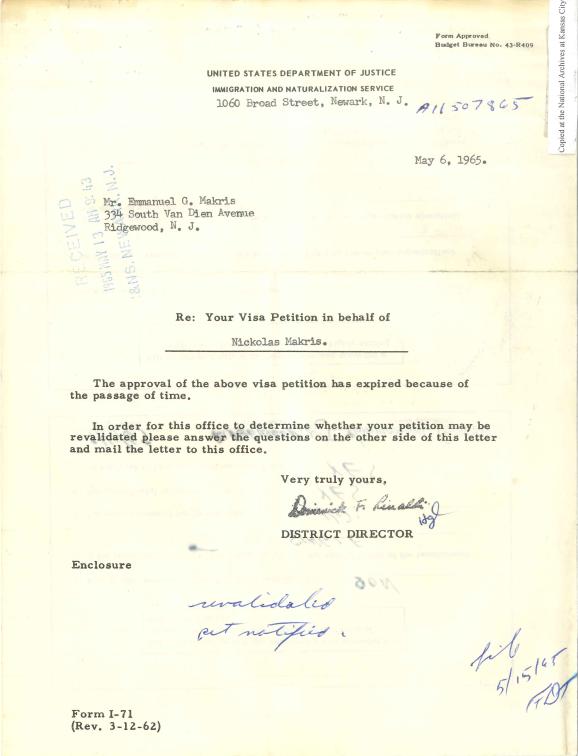 Form Approved
Budget Bureau No. 43-R409
Copied at the National Archives at Kansas City
UNITED STATES DEPARTMENT OF JUSTICE
IMMIGRATION AND NATURALIZATION SERVICE
1060 Broad Street, Newark, N. J.
A11 507 865
May 6, 1965.
RECEIVED
1965 MAY 13 AM 9:43
I&NS. NEWARK, N.J.
Mr. Emmanuel G. Makris
334 South Van Dien Avenue
Ridgewood, N. J.
Re: Your Visa Petition in behalf of
Nickolas Makris.
The approval of the above visa petition has expired because of
the passage of time.
In order for this office to determine whether your petition may be
revalidated please answer the questions on the other side of this letter
and mail the letter to this office.
Very truly yours,
Dominick F. Rinaldi
DISTRICT DIRECTOR
Enclosure
revalidated
pet notified.
file
5/15/65
Form I-71
(Rev. 3-12-62)